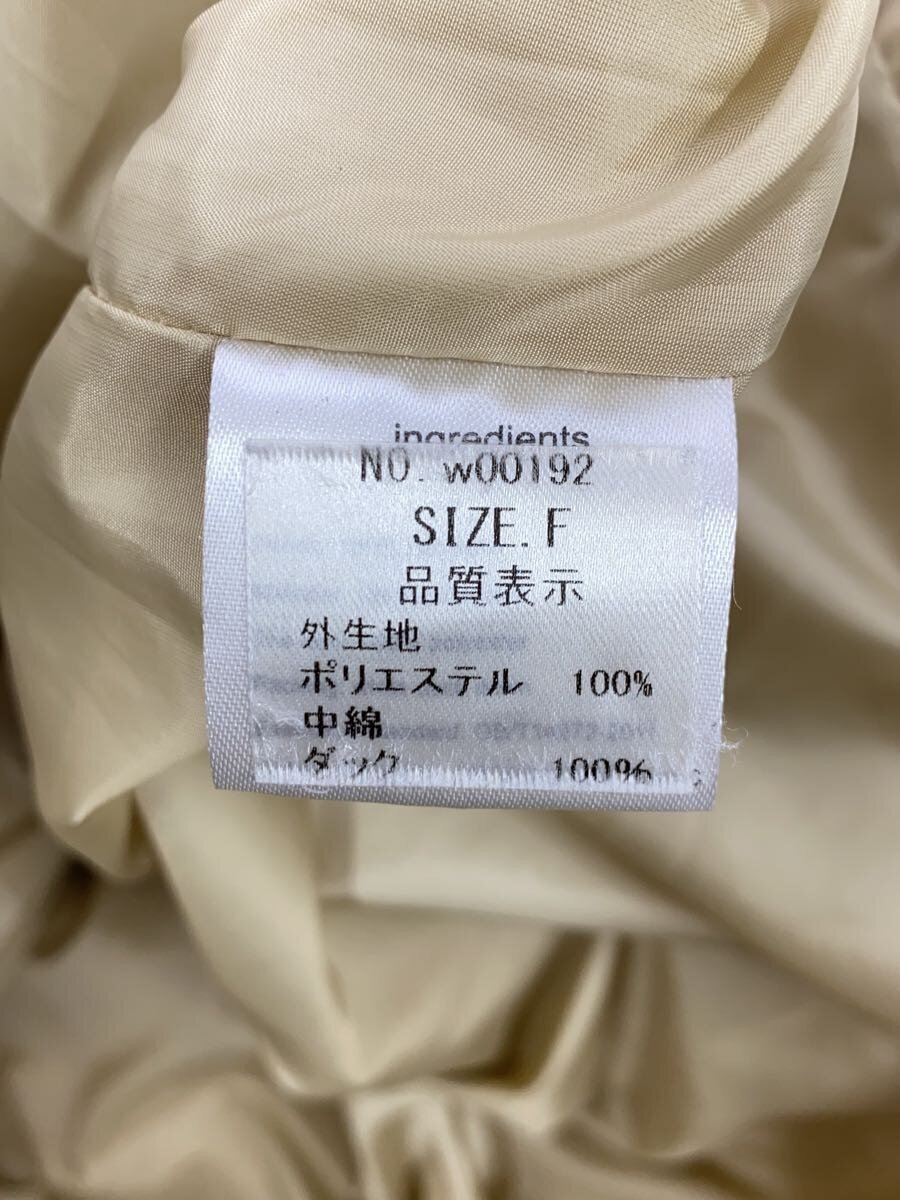 ingredients
NO. w00192
SIZE. F
品質表示
外生地
ポリエステル 100%
中綿
ダック 100%